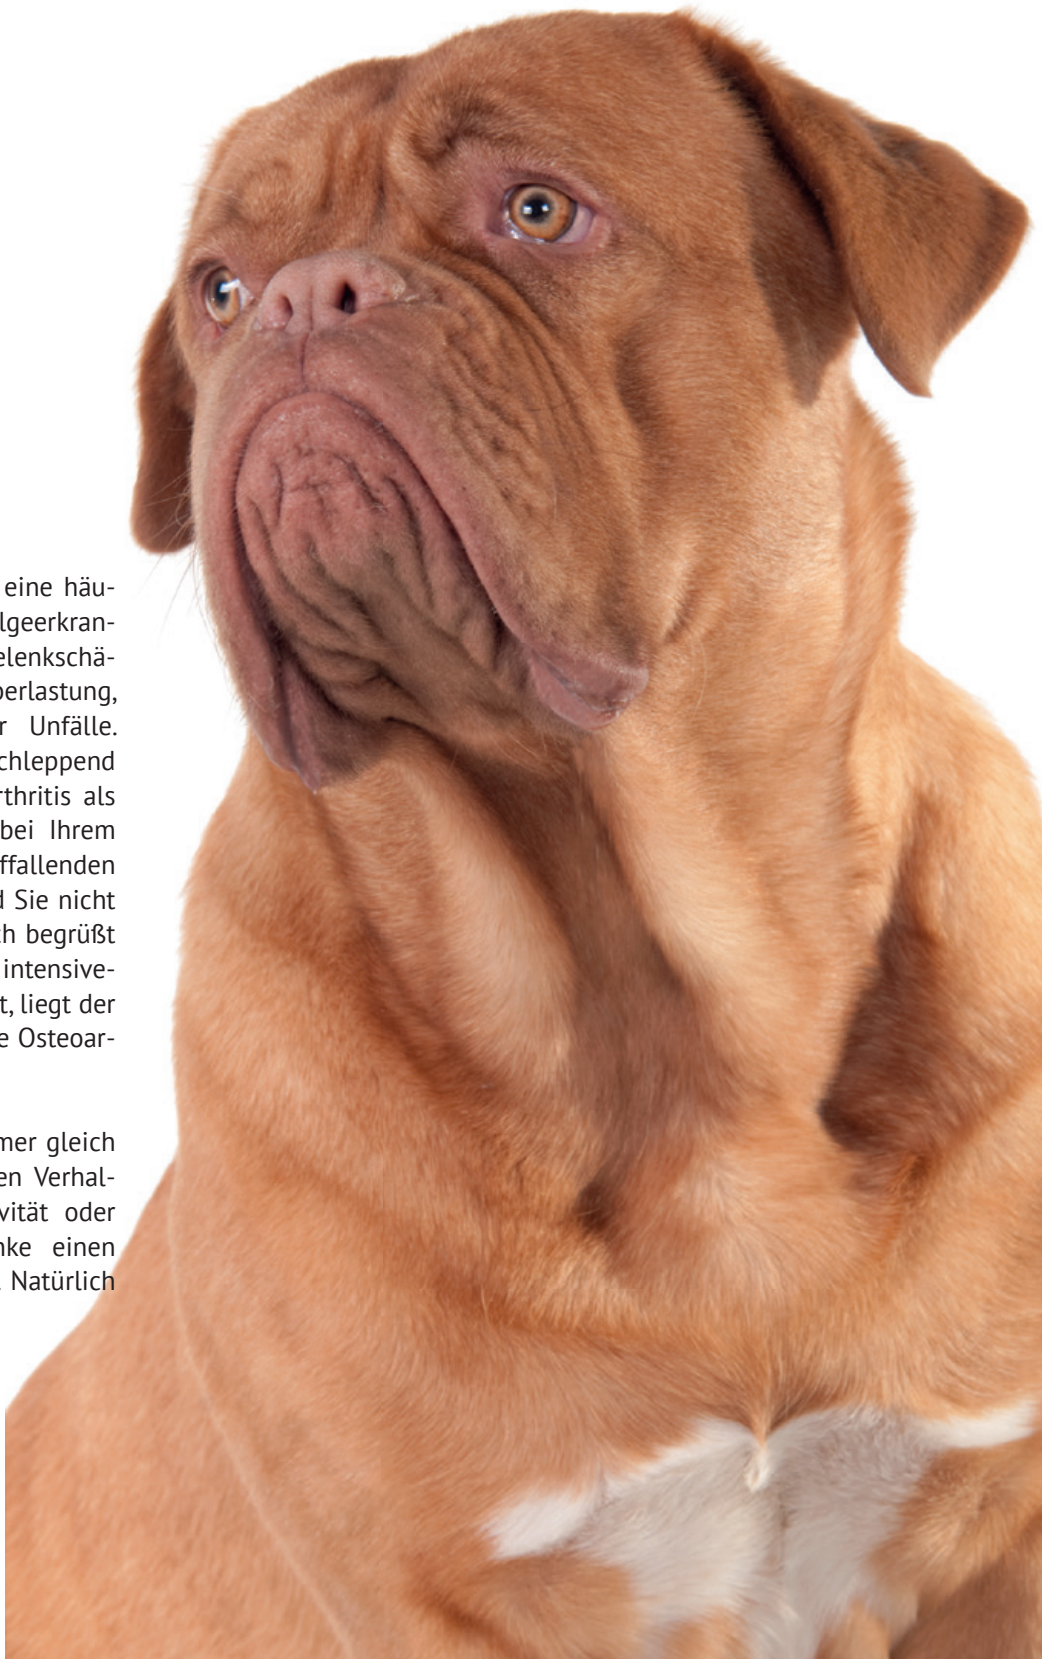 eine häu-
lgeerkran-
elenkschä-
berlastung,
r Unfälle.
chleppend
rthritis als
bei Ihrem
ffallenden
d Sie nicht
ch begrüßt
intensive-
t, liegt der
e Osteoar-
mer gleich
en Verhal-
vität oder
nke einen
. Natürlich